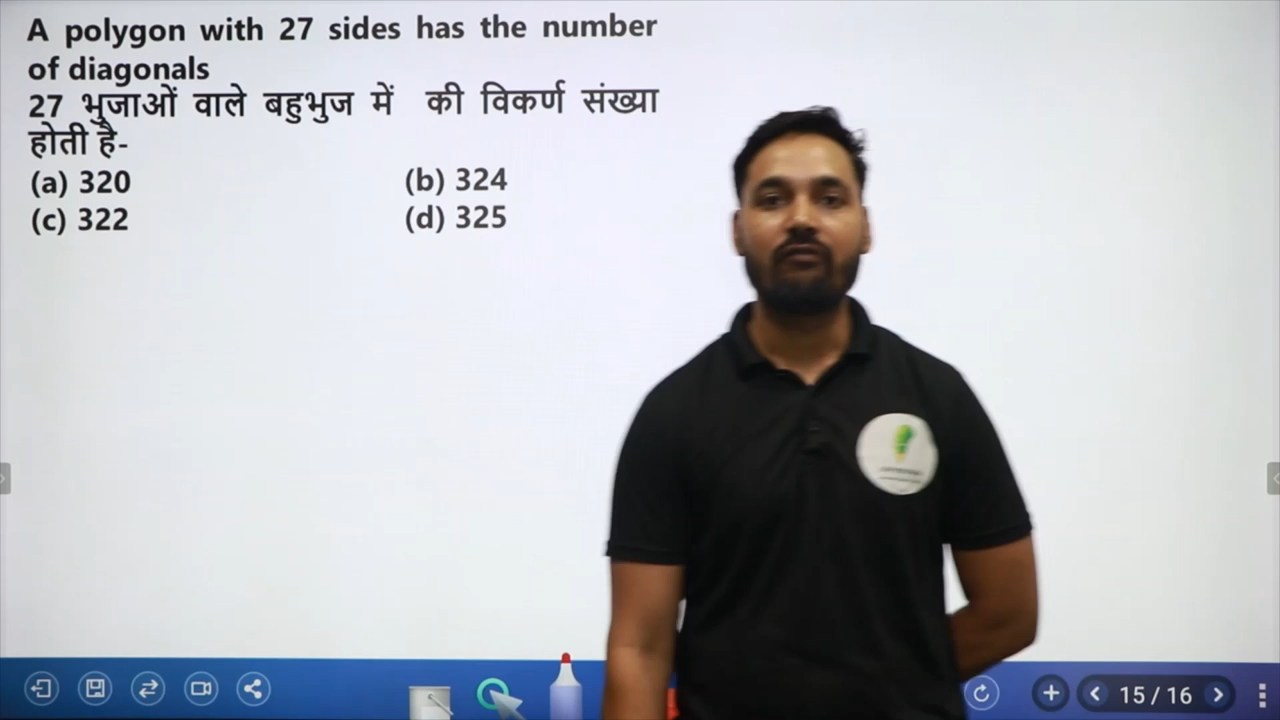 A polygon with 27 sides has the number
of diagonals
27 भुजाओं वाले बहुभुज में की विकर्ण संख्या
होती है-
(a) 320 (b) 324
(c) 322 (d) 325
15 / 16